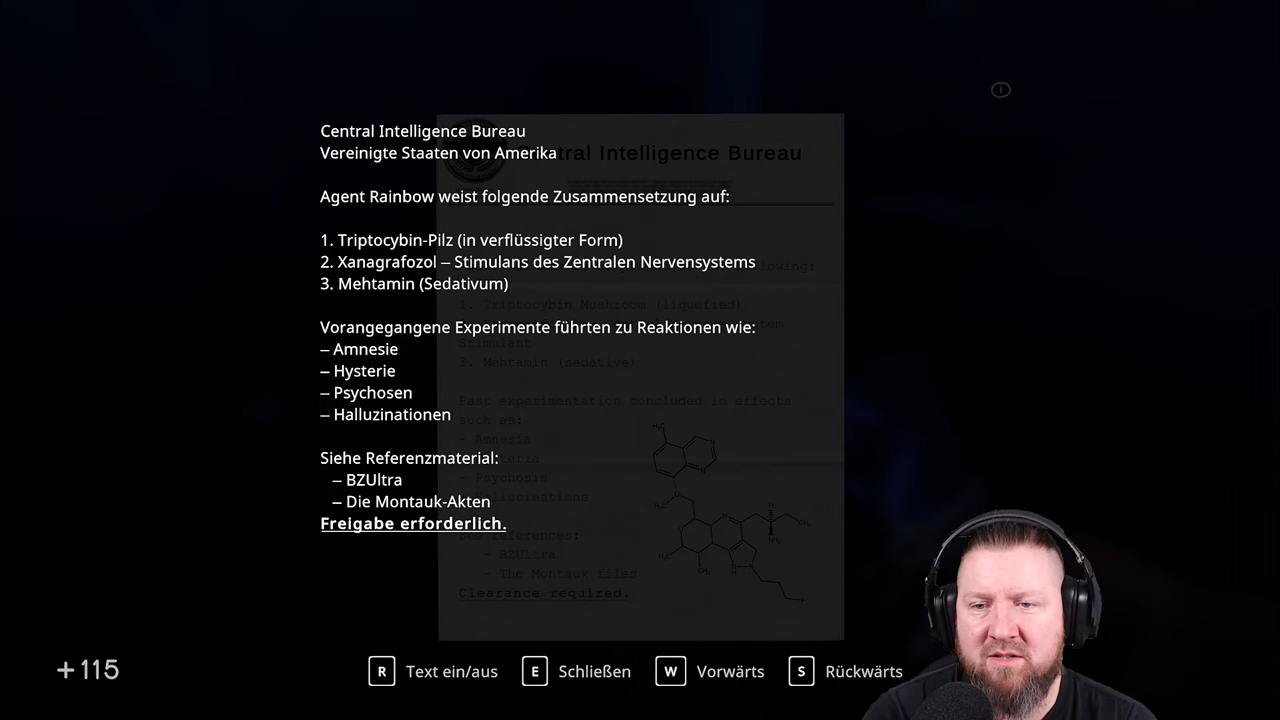 Central Intelligence Bureau
Vereinigte Staaten von Amerika
Central Intelligence Bureau
Agent Rainbow weist folgende Zusammensetzung auf:
1. Triptocybin-Pilz (in verflüssigter Form)
2. Xanagrafozol – Stimulans des Zentralen Nervensystems
3. Mehtamin (Sedativum)
1. Triptocybin Mushroom (liquefied)
Stimulant
3. Mehtamin (sedative)
Vorangegangene Experimente führten zu Reaktionen wie:
– Amnesie
– Hysterie
– Psychosen
– Halluzinationen
Past experimentation concluded in effects
such as:
- Amnesia
- Psychosis
Siehe Referenzmaterial:
– BZUltra
– Die Montauk-Akten
Freigabe erforderlich.
See references:
- BZUltra
- The Montauk files
Clearance required.
+115
R Text ein/aus E Schließen W Vorwärts S Rückwärts